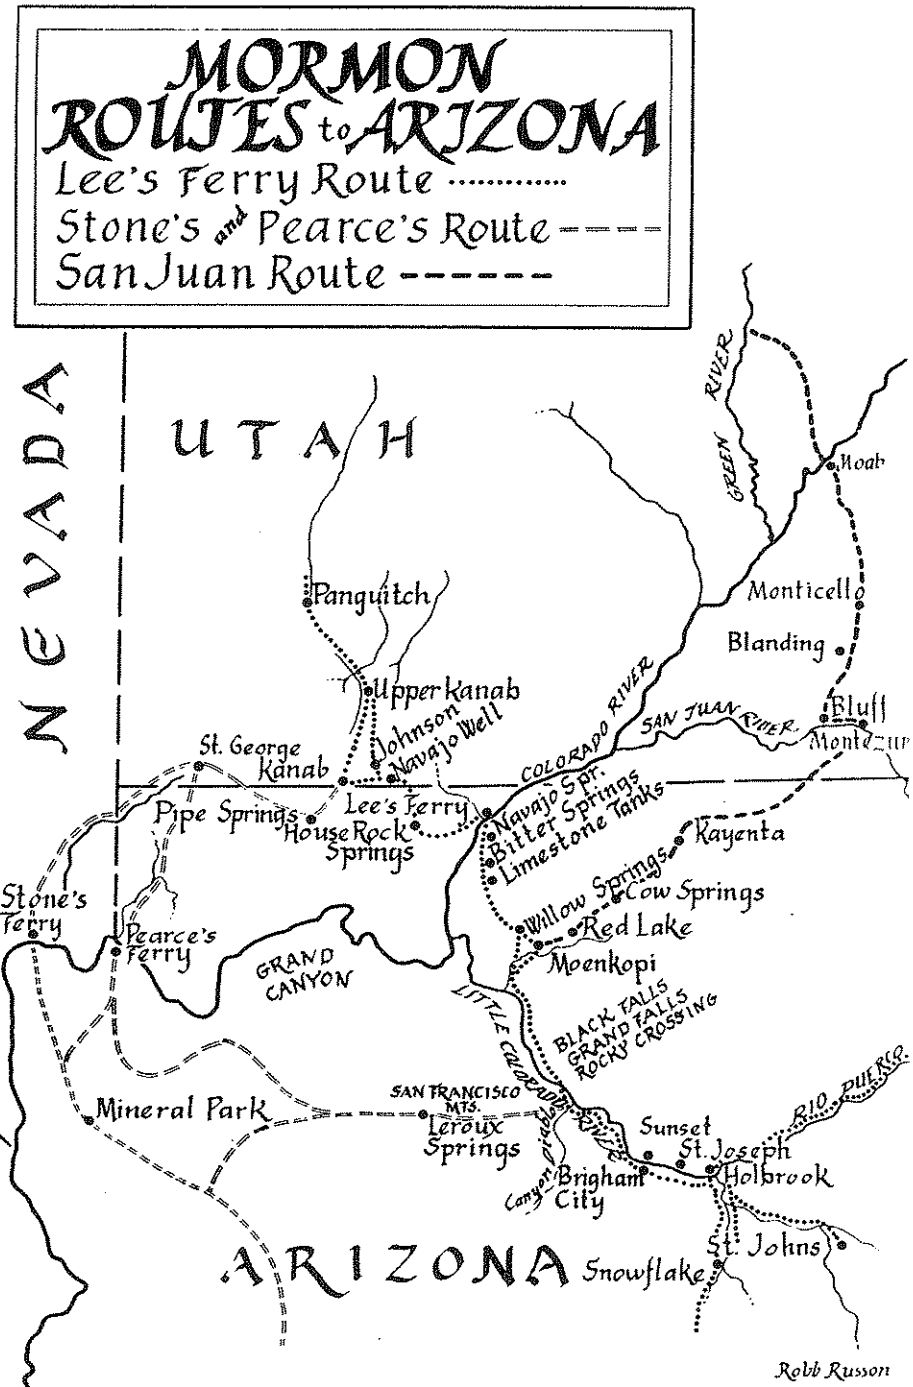 MORMON
ROUTES to ARIZONA
Lee's Ferry Route
Stone's and Pearce's Route
San Juan Route
NEVADA
UTAH
GREEN RIVER
Moab
Panguitch
Monticello
Blanding
Upper Kanab
COLORADO RIVER
SAN JUAN RIVER
Bluff
Johnson
Navajo Well
St. George
Kanab
Navajo Spr.
Bitter Springs
Limestone Tanks
Pipe Springs
Lee's Ferry
House Rock
Springs
Kayenta
Stone's
Ferry
Willow Springs
Cow Springs
Pearce's
Ferry
Red Lake
Moenkopi
GRAND
CANYON
LITTLE COLORADO RIVER
BLACK FALLS
GRAND FALLS
ROCKY CROSSING
RIO PUERCO
Mineral Park
SAN FRANCISCO
MTS.
Leroux
Springs
Canyon Diablo
Sunset
St. Joseph
Brigham
City
Holbrook
ARIZONA
St. Johns
Snowflake
Robb Russon